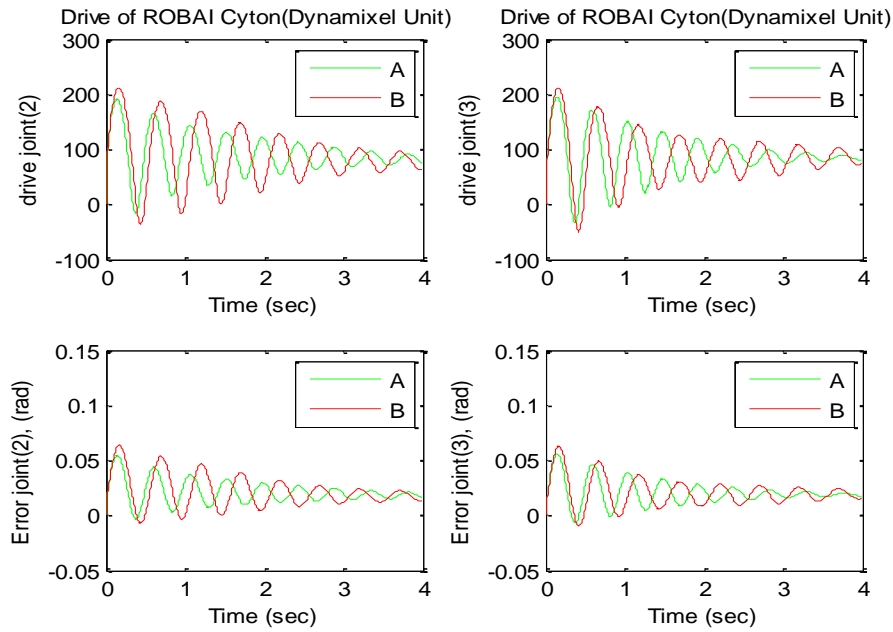 Drive of ROBAI Cyton(Dynamixel Unit)
300
200
100
0
-100
drive joint(2)
A
B
0
1
2
3
4
Time (sec)
Drive of ROBAI Cyton(Dynamixel Unit)
300
200
100
0
-100
drive joint(3)
A
B
0
1
2
3
4
Time (sec)
0.15
0.1
0.05
0
-0.05
Error joint(2), (rad)
A
B
0
1
2
3
4
Time (sec)
0.15
0.1
0.05
0
-0.05
Error joint(3), (rad)
A
B
0
1
2
3
4
Time (sec)